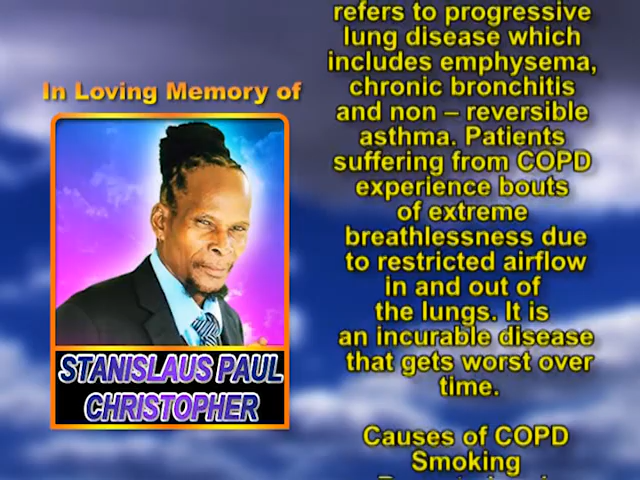 In Loving Memory of
STANISLAUS PAUL
CHRISTOPHER
refers to progressive
lung disease which
includes emphysema,
chronic bronchitis
and non – reversible
asthma. Patients
suffering from COPD
experience bouts
of extreme
breathlessness due
to restricted airflow
in and out of
the lungs. It is
an incurable disease
that gets worst over
time.
Causes of COPD
Smoking